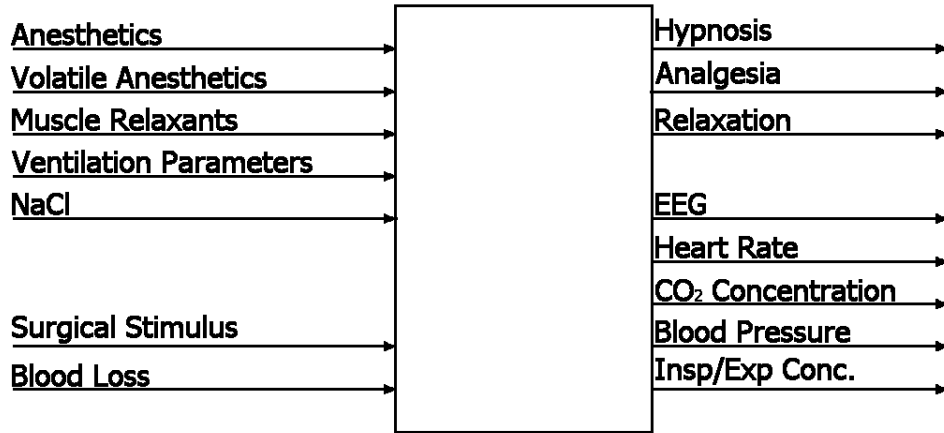 Anesthetics
Volatile Anesthetics
Muscle Relaxants
Ventilation Parameters
NaCl
Surgical Stimulus
Blood Loss
Hypnosis
Analgesia
Relaxation
EEG
Heart Rate
CO₂ Concentration
Blood Pressure
Insp/Exp Conc.